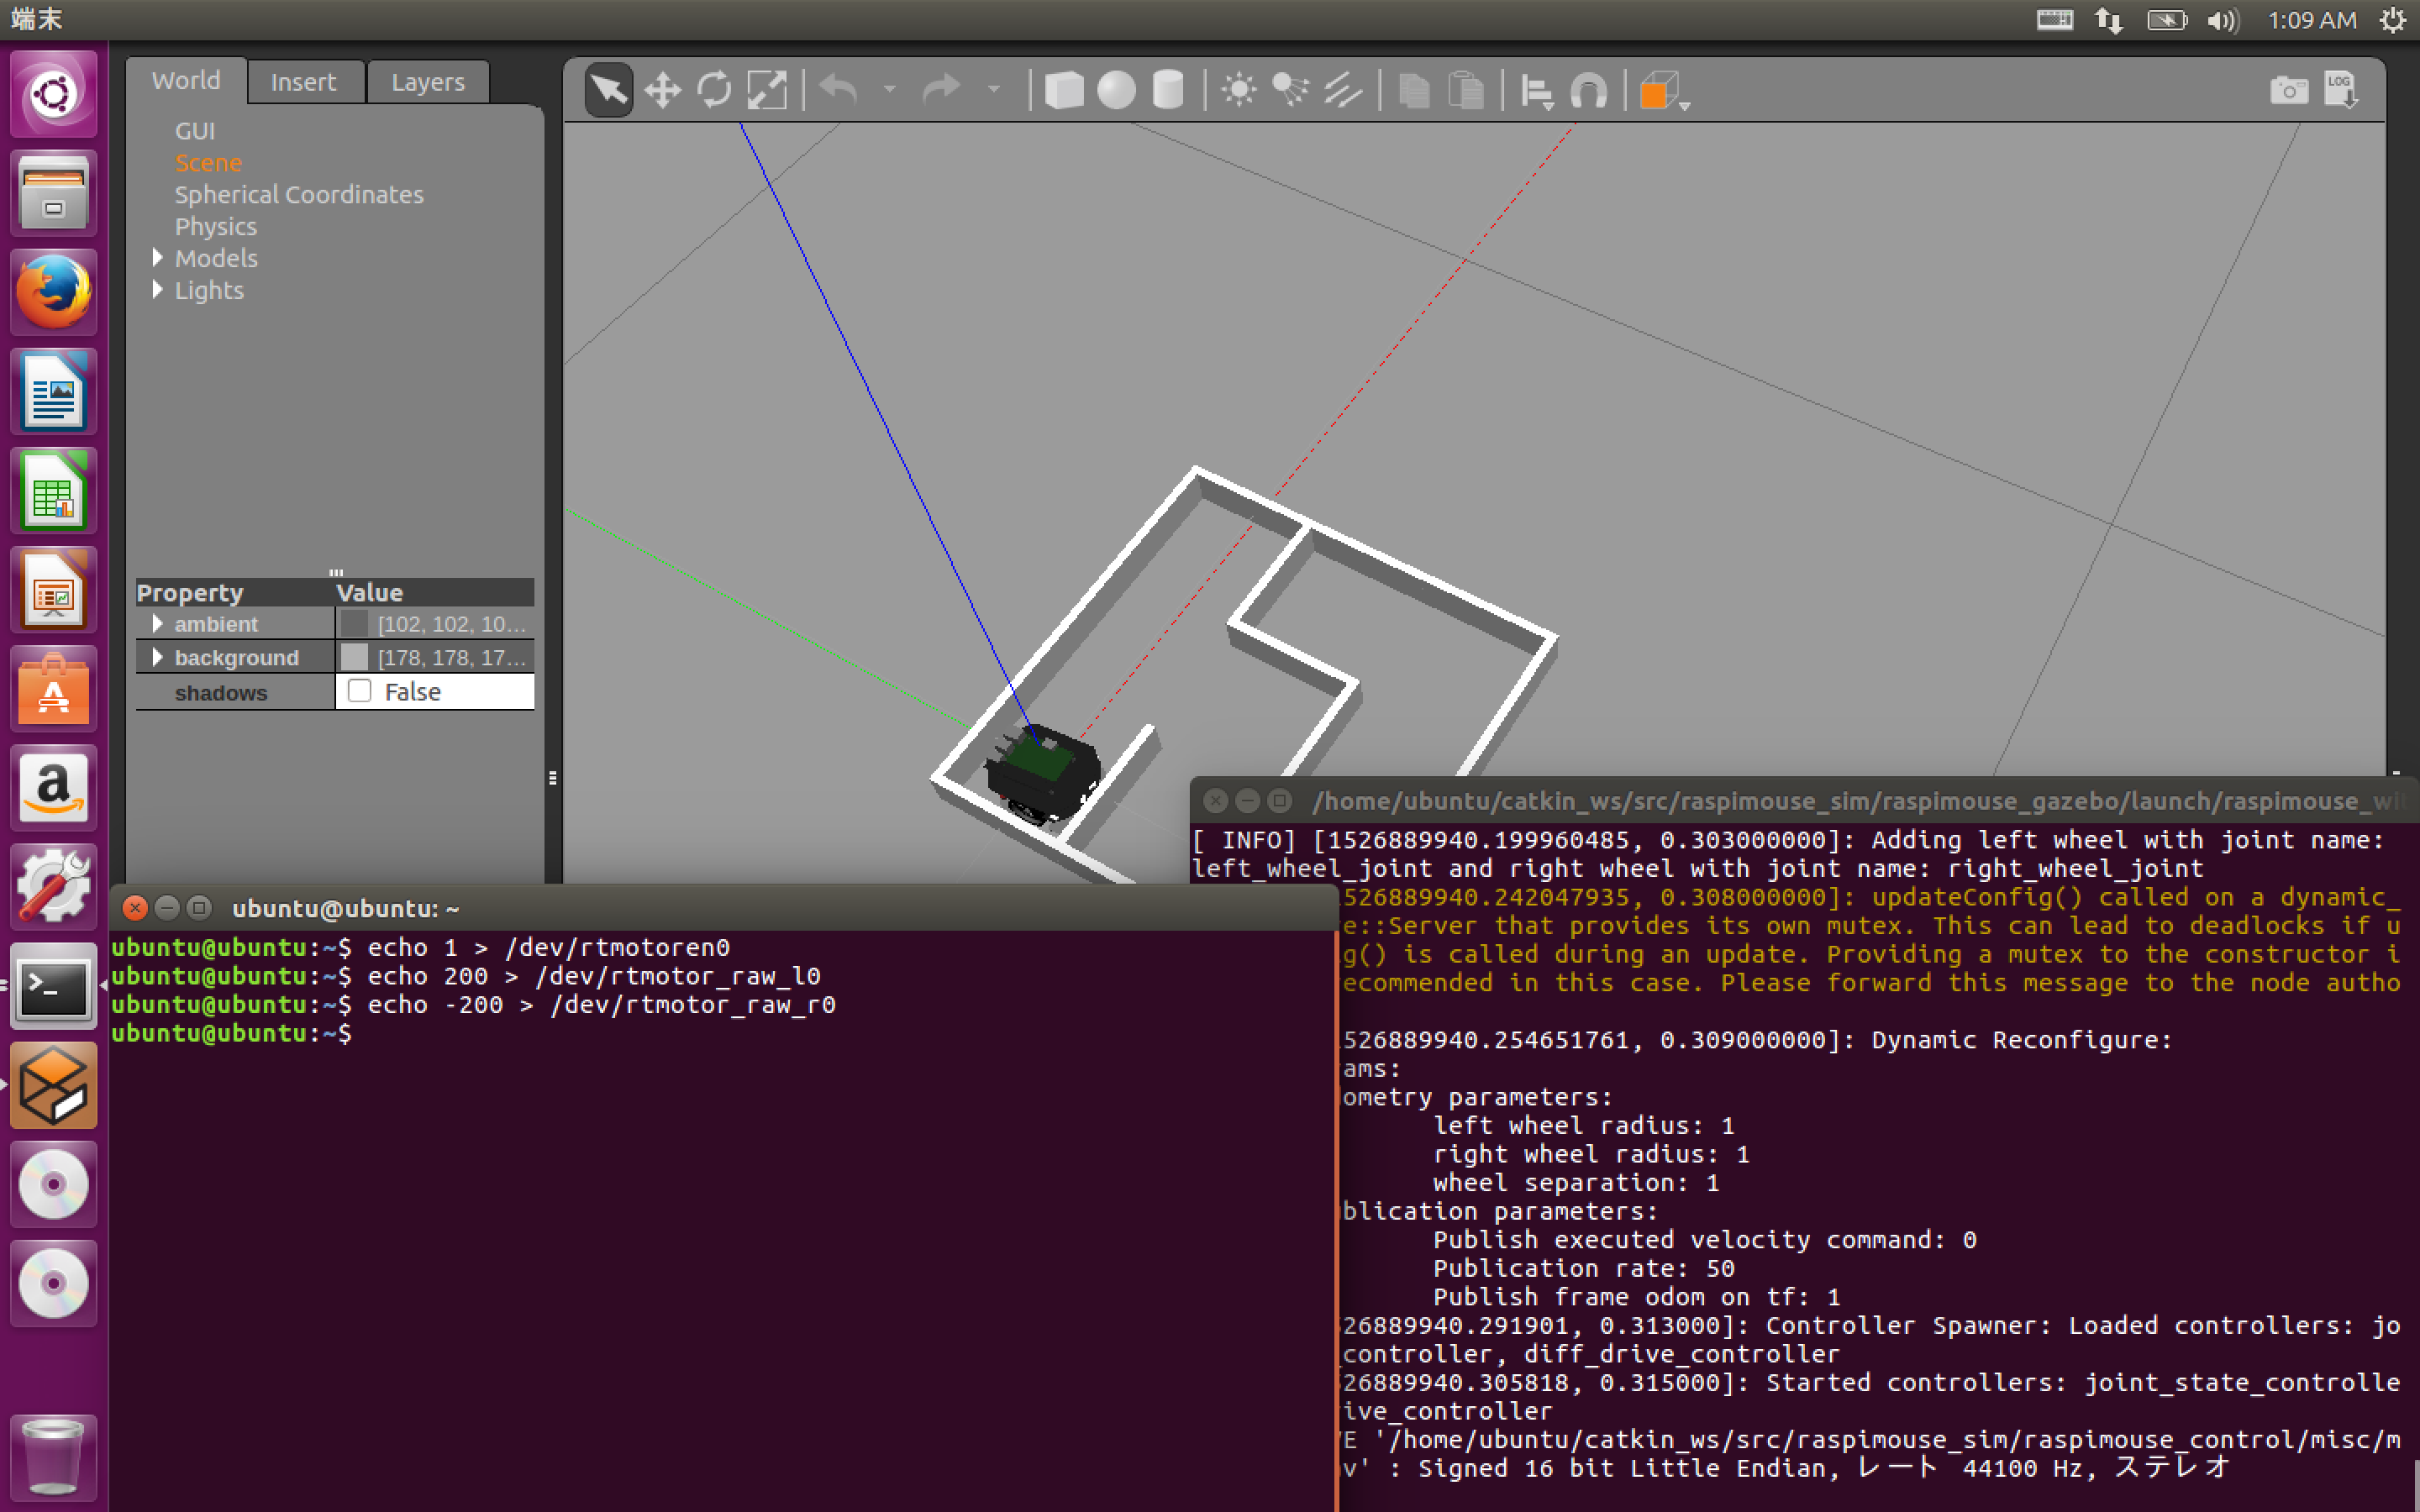 端末
1:09 AM
World
Insert
Layers
LOG
GUI
Scene
Spherical Coordinates
Physics
Models
Lights
Property Value
ambient [102, 102, 10...
background [178, 178, 17...
shadows False
/home/ubuntu/catkin_ws/src/raspimouse_sim/raspimouse_gazebo/launch/raspimouse_wi
[ INFO] [1526889940.199960485, 0.303000000]: Adding left wheel with joint name:
left_wheel_joint and right wheel with joint name: right_wheel_joint
526889940.242047935, 0.308000000]: updateConfig() called on a dynamic_
e::Server that provides its own mutex. This can lead to deadlocks if u
g() is called during an update. Providing a mutex to the constructor i
ecommended in this case. Please forward this message to the node autho
526889940.254651761, 0.309000000]: Dynamic Reconfigure:
ams:
ometry parameters:
left wheel radius: 1
right wheel radius: 1
wheel separation: 1
blication parameters:
Publish executed velocity command: 0
Publication rate: 50
Publish frame odom on tf: 1
26889940.291901, 0.313000]: Controller Spawner: Loaded controllers: jo
_controller, diff_drive_controller
26889940.305818, 0.315000]: Started controllers: joint_state_controlle
ive_controller
E '/home/ubuntu/catkin_ws/src/raspimouse_sim/raspimouse_control/misc/m
v' : Signed 16 bit Little Endian, レート 44100 Hz, ステレオ
ubuntu@ubuntu: ~
ubuntu@ubuntu:~$ echo 1 > /dev/rtmotoren0
ubuntu@ubuntu:~$ echo 200 > /dev/rtmotor_raw_l0
ubuntu@ubuntu:~$ echo -200 > /dev/rtmotor_raw_r0
ubuntu@ubuntu:~$